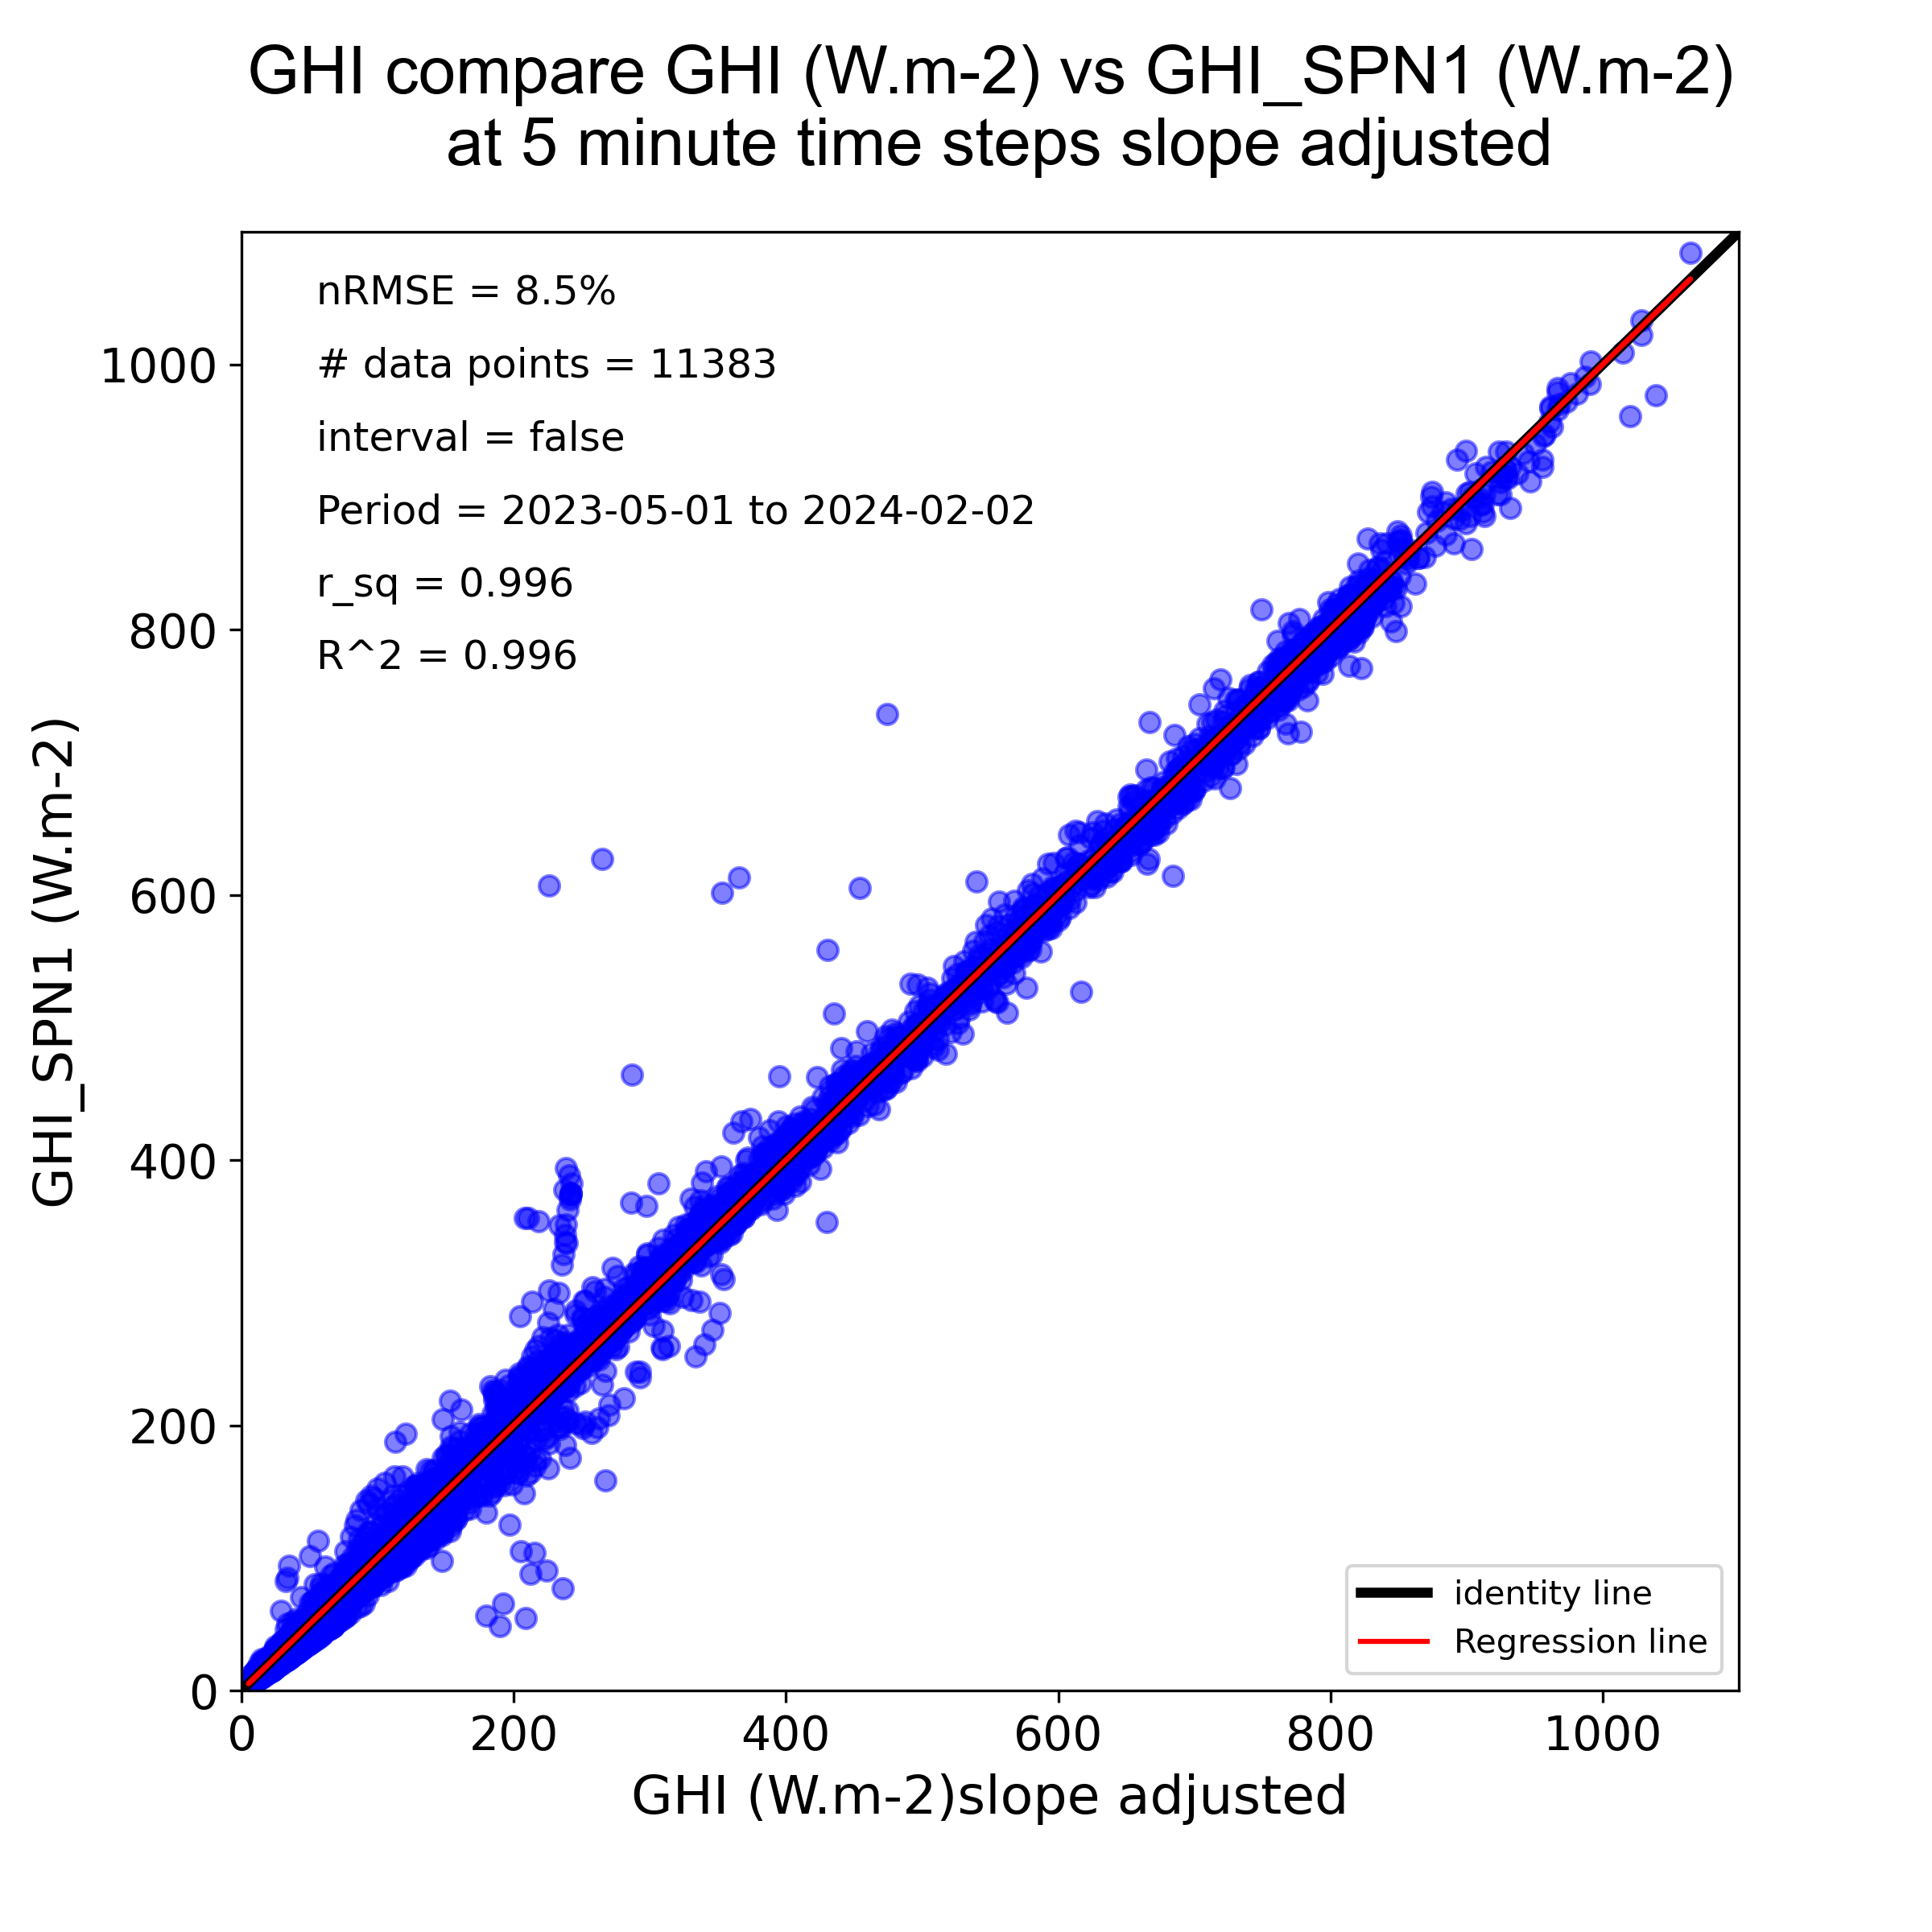 GHI compare GHI (W.m-2) vs GHI_SPN1 (W.m-2)
at 5 minute time steps slope adjusted
nRMSE = 8.5%
# data points = 11383
interval = false
Period = 2023-05-01 to 2024-02-02
r_sq = 0.996
R^2 = 0.996
GHI_SPN1 (W.m-2)
1000
800
600
400
200
0
identity line
Regression line
0 200 400 600 800 1000
GHI (W.m-2)slope adjusted